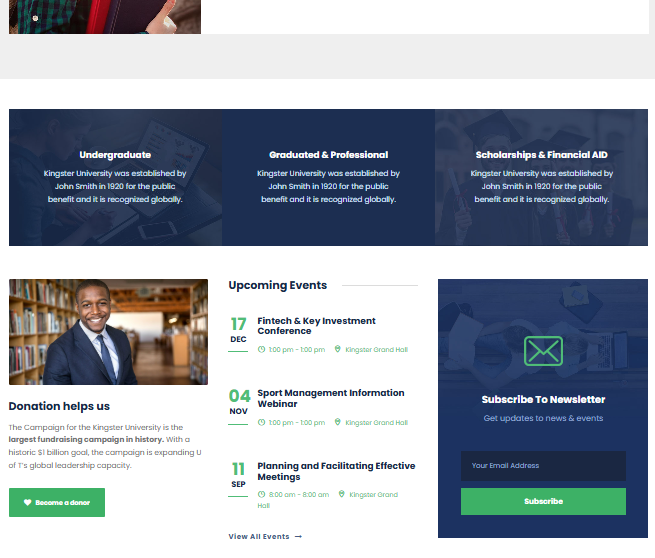 Undergraduate
Kingster University was established by
John Smith in 1920 for the public
benefit and it is recognized globally.
Graduated & Professional
Kingster University was established by
John Smith in 1920 for the public
benefit and it is recognized globally.
Scholarships & Financial AID
Kingster University was established by
John Smith in 1920 for the public
benefit and it is recognized globally.
Donation helps us
The Campaign for the Kingster University is the
largest fundraising campaign in history. With a
historic $1 billion goal, the campaign is expanding U
of 1’s global leadership capacity.
Become a donor
Upcoming Events
17
DEC
Fintech & Key Investment
Conference
1:00 pm - 1:00 pm Kingster Grand Hall
04
NOV
Sport Management Information
Webinar
1:00 pm - 1:00 pm Kingster Grand Hall
11
SEP
Planning and Facilitating Effective
Meetings
8:00 am - 8:00 am Kingster Grand
Hall
View All Events
Subscribe To Newsletter
Get updates to news & events
Your Email Address
Subscribe